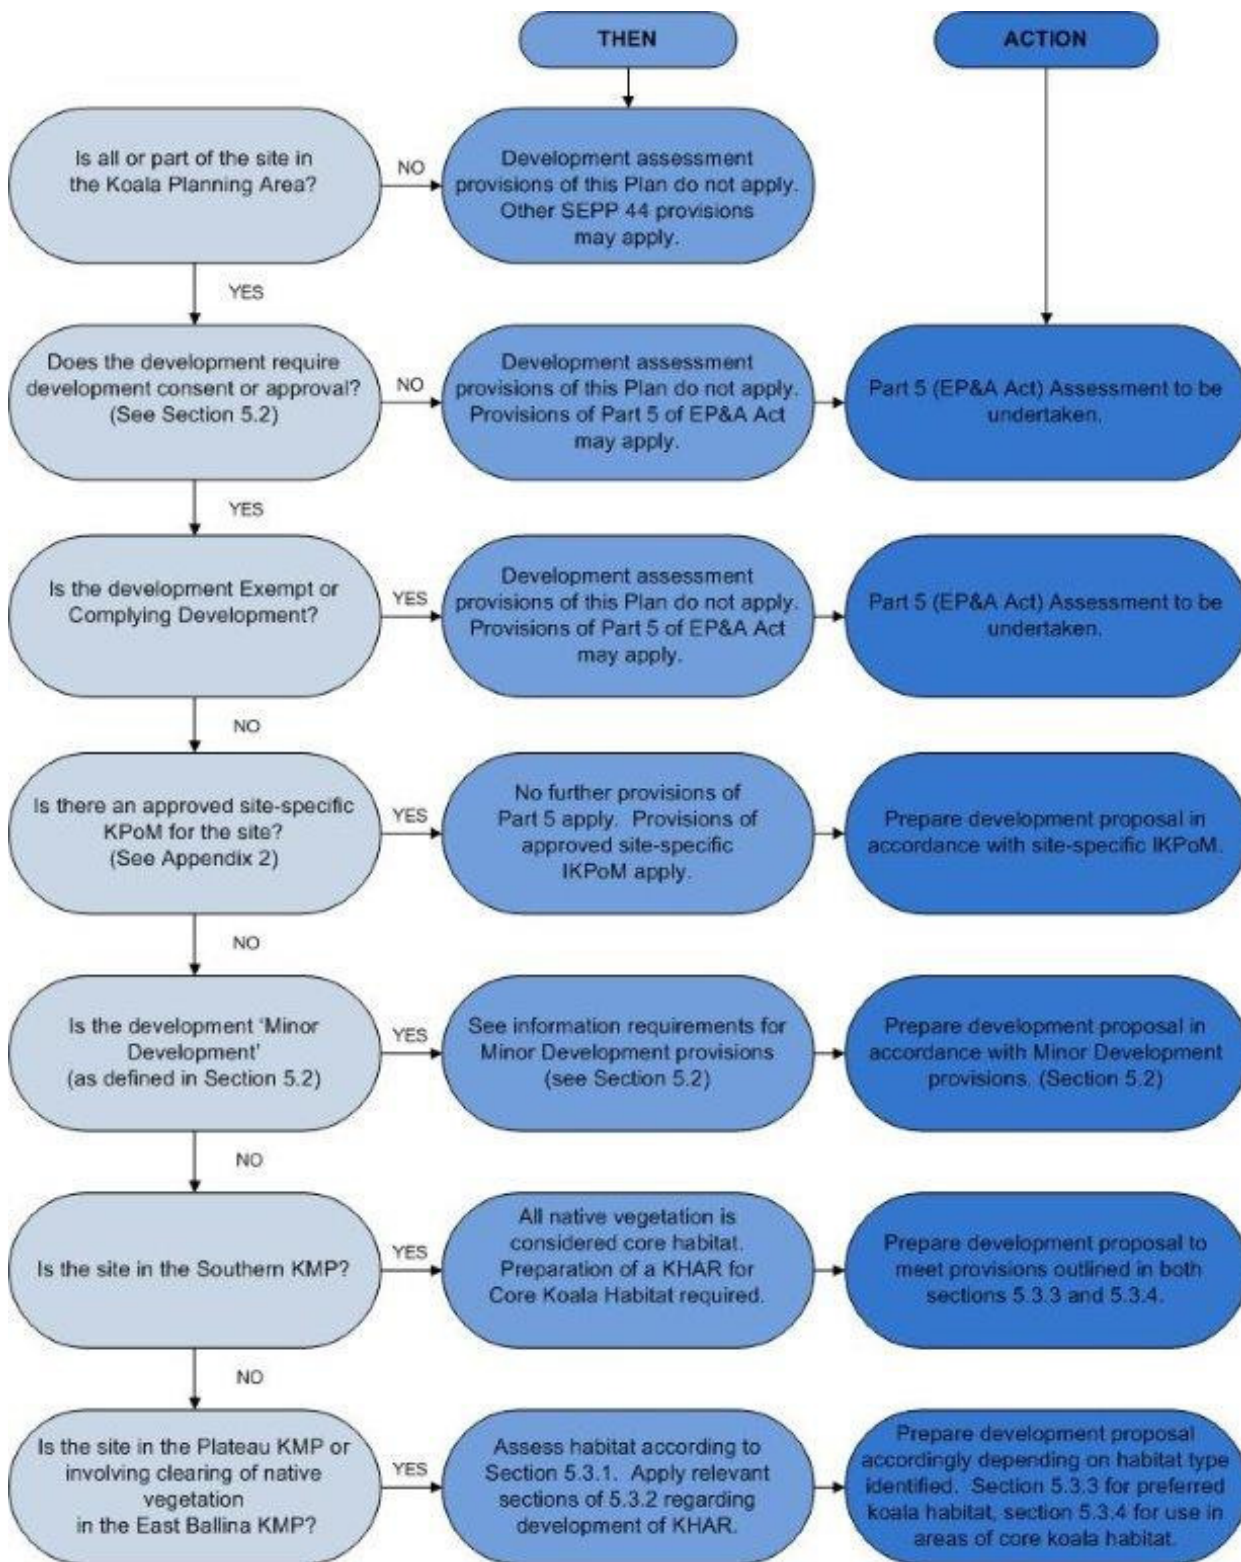 THEN
ACTION
Is all or part of the site in
the Koala Planning Area?
NO
Development assessment
provisions of this Plan do not apply.
Other SEPP 44 provisions
may apply.
YES
Does the development require
development consent or approval?
(See Section 5.2)
NO
Development assessment
provisions of this Plan do not apply.
Provisions of Part 5 of EP&A Act
may apply.
Part 5 (EP&A Act) Assessment to be
undertaken.
YES
Is the development Exempt or
Complying Development?
YES
Development assessment
provisions of this Plan do not apply.
Provisions of Part 5 of EP&A Act
may apply.
Part 5 (EP&A Act) Assessment to be
undertaken.
NO
Is there an approved site-specific
KPoM for the site?
(See Appendix 2)
YES
No further provisions of
Part 5 apply. Provisions of
approved site-specific
IKPoM apply.
Prepare development proposal in
accordance with site-specific IKPoM.
NO
Is the development ‘Minor
Development’
(as defined in Section 5.2)
YES
See information requirements for
Minor Development provisions
(see Section 5.2)
Prepare development proposal in
accordance with Minor Development
provisions. (Section 5.2)
NO
Is the site in the Southern KMP?
YES
All native vegetation is
considered core habitat.
Preparation of a KHAR for
Core Koala Habitat required.
Prepare development proposal to
meet provisions outlined in both
sections 5.3.3 and 5.3.4.
NO
Is the site in the Plateau KMP or
involving clearing of native
vegetation
in the East Ballina KMP?
YES
Assess habitat according to
Section 5.3.1. Apply relevant
sections of 5.3.2 regarding
development of KHAR.
Prepare development proposal
accordingly depending on habitat type
identified. Section 5.3.3 for preferred
koala habitat, section 5.3.4 for use in
areas of core koala habitat.